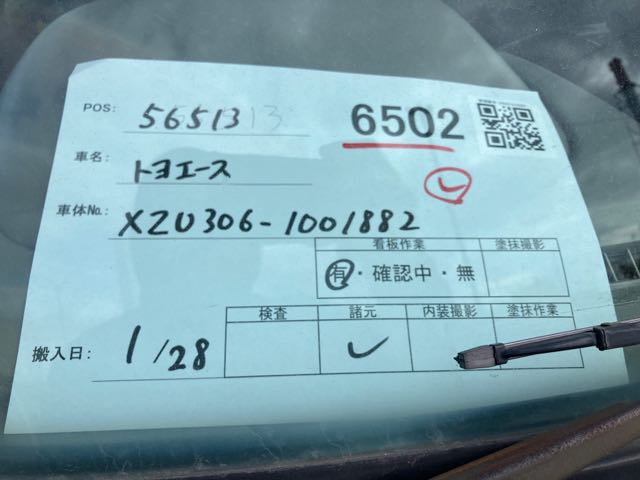 POS: 56513 6502
車名: トヨエース
車体No.: XZU306-1001882
看板作業 塗抹撮影
有・確認中・無
検査 諸元 内装撮影 塗抹作業
搬入日: 1/28